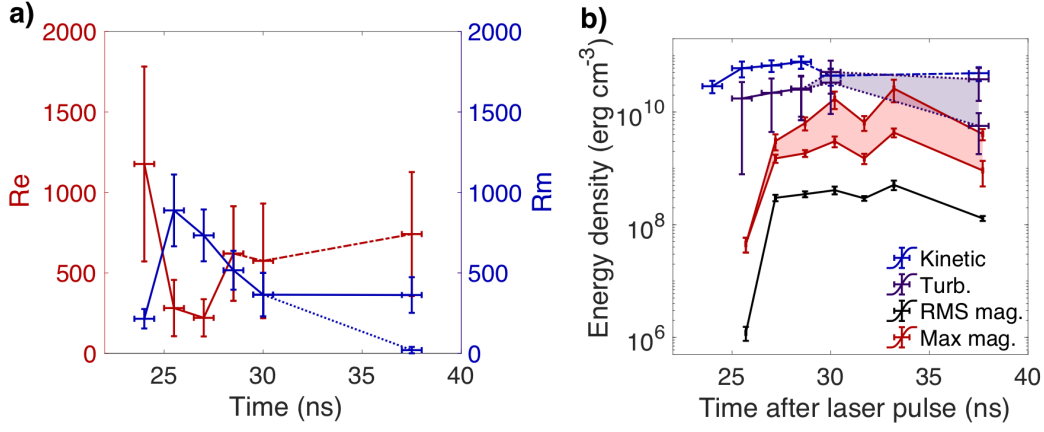 a)
2000
1500
1000
500
0
Re
25
30
35
40
Time (ns)
2000
1500
1000
500
0
Rm
b)
Energy density (erg cm⁻³)
10¹⁰
10⁸
10⁶
Kinetic
Turb.
RMS mag.
Max mag.
25
30
35
40
Time after laser pulse (ns)